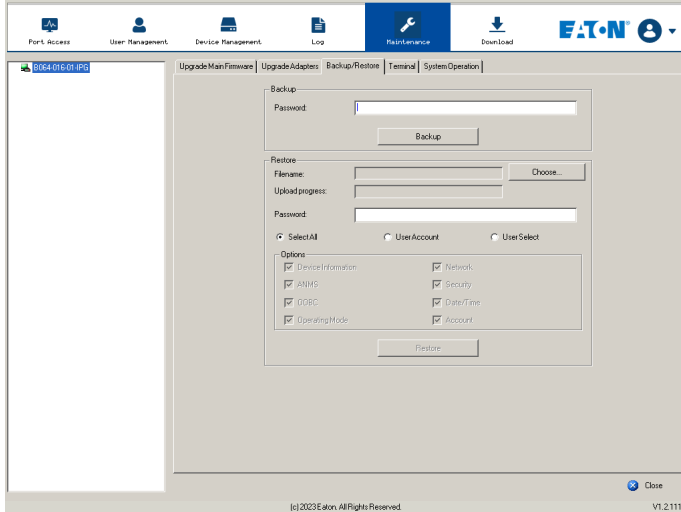 Port Access User Management Device Management Log Maintenance Download EATON
B064-016-01-IPG
Upgrade Main Firmware Upgrade Adapters Backup/Restore Terminal System Operation
Backup
Password:
Backup
Restore
Filename: Choose...
Upload progress:
Password:
Select All User Account User Select
Options
Device Information Network
ANMS Security
OOBC Date/Time
Operating Mode Account
Restore
Close
(c) 2023 Eaton. All Rights Reserved. V1.2.111